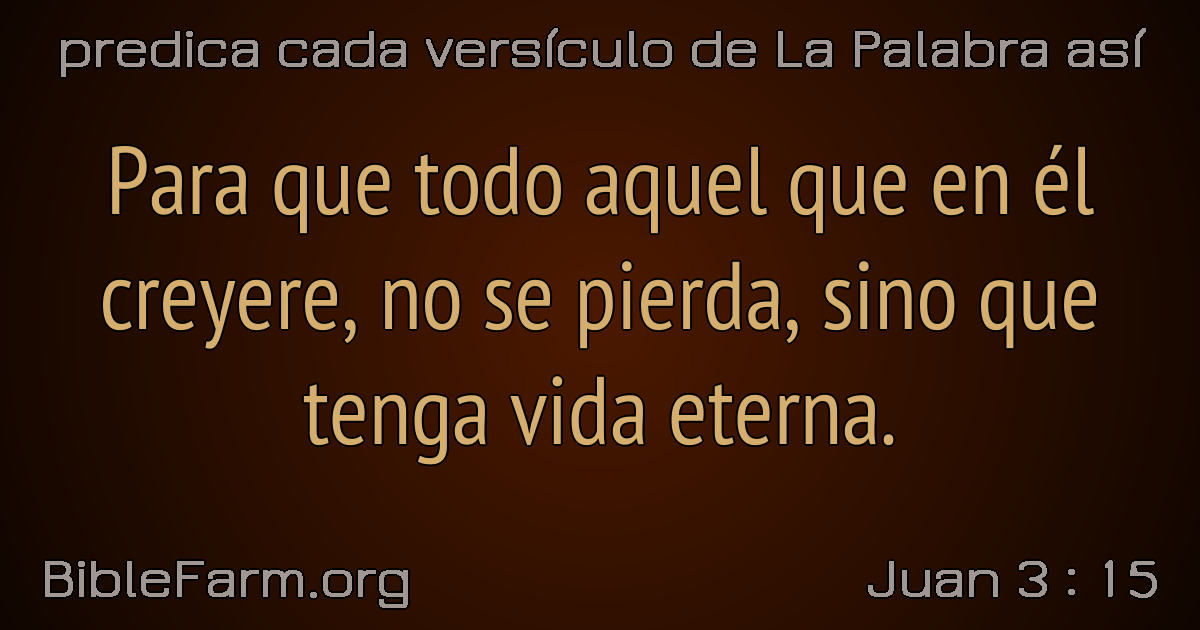 predica cada versículo de La Palabra así
Para que todo aquel que en él
creyere, no se pierda, sino que
tenga vida eterna.
BibleFarm.org
Juan 3 : 15